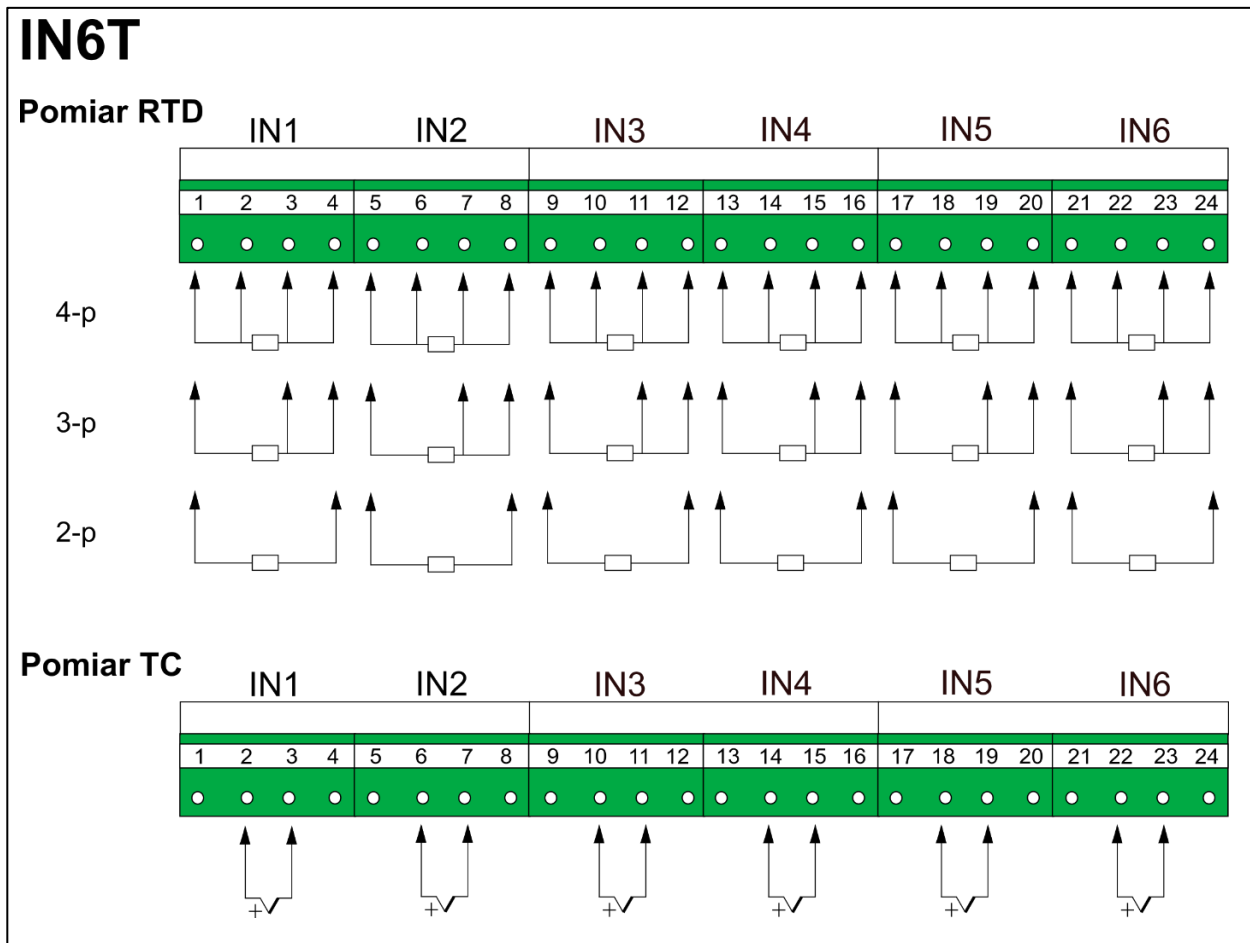 IN6T
Pomiar RTD
IN1 IN2 IN3 IN4 IN5 IN6
1 2 3 4 5 6 7 8 9 10 11 12 13 14 15 16 17 18 19 20 21 22 23 24
4-p
3-p
2-p
Pomiar TC
IN1 IN2 IN3 IN4 IN5 IN6
1 2 3 4 5 6 7 8 9 10 11 12 13 14 15 16 17 18 19 20 21 22 23 24
+ + + + + +